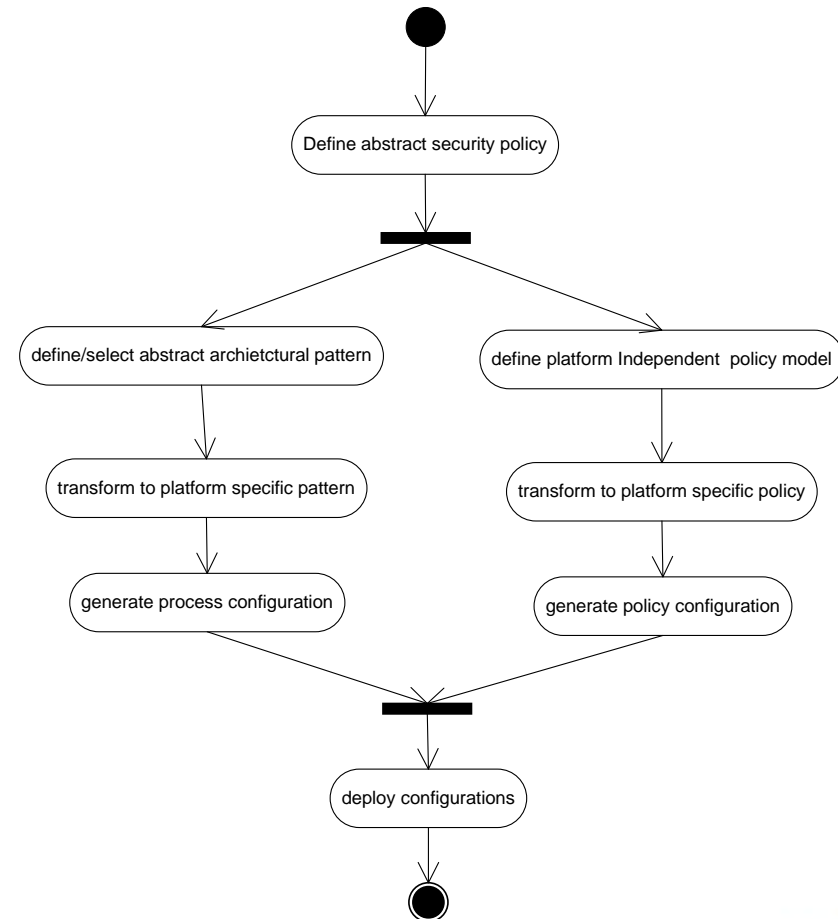 Define abstract security policy
define/select abstract archietctural pattern
define platform Independent  policy model
transform to platform specific pattern
transform to platform specific policy
generate process configuration
generate policy configuration
deploy configurations